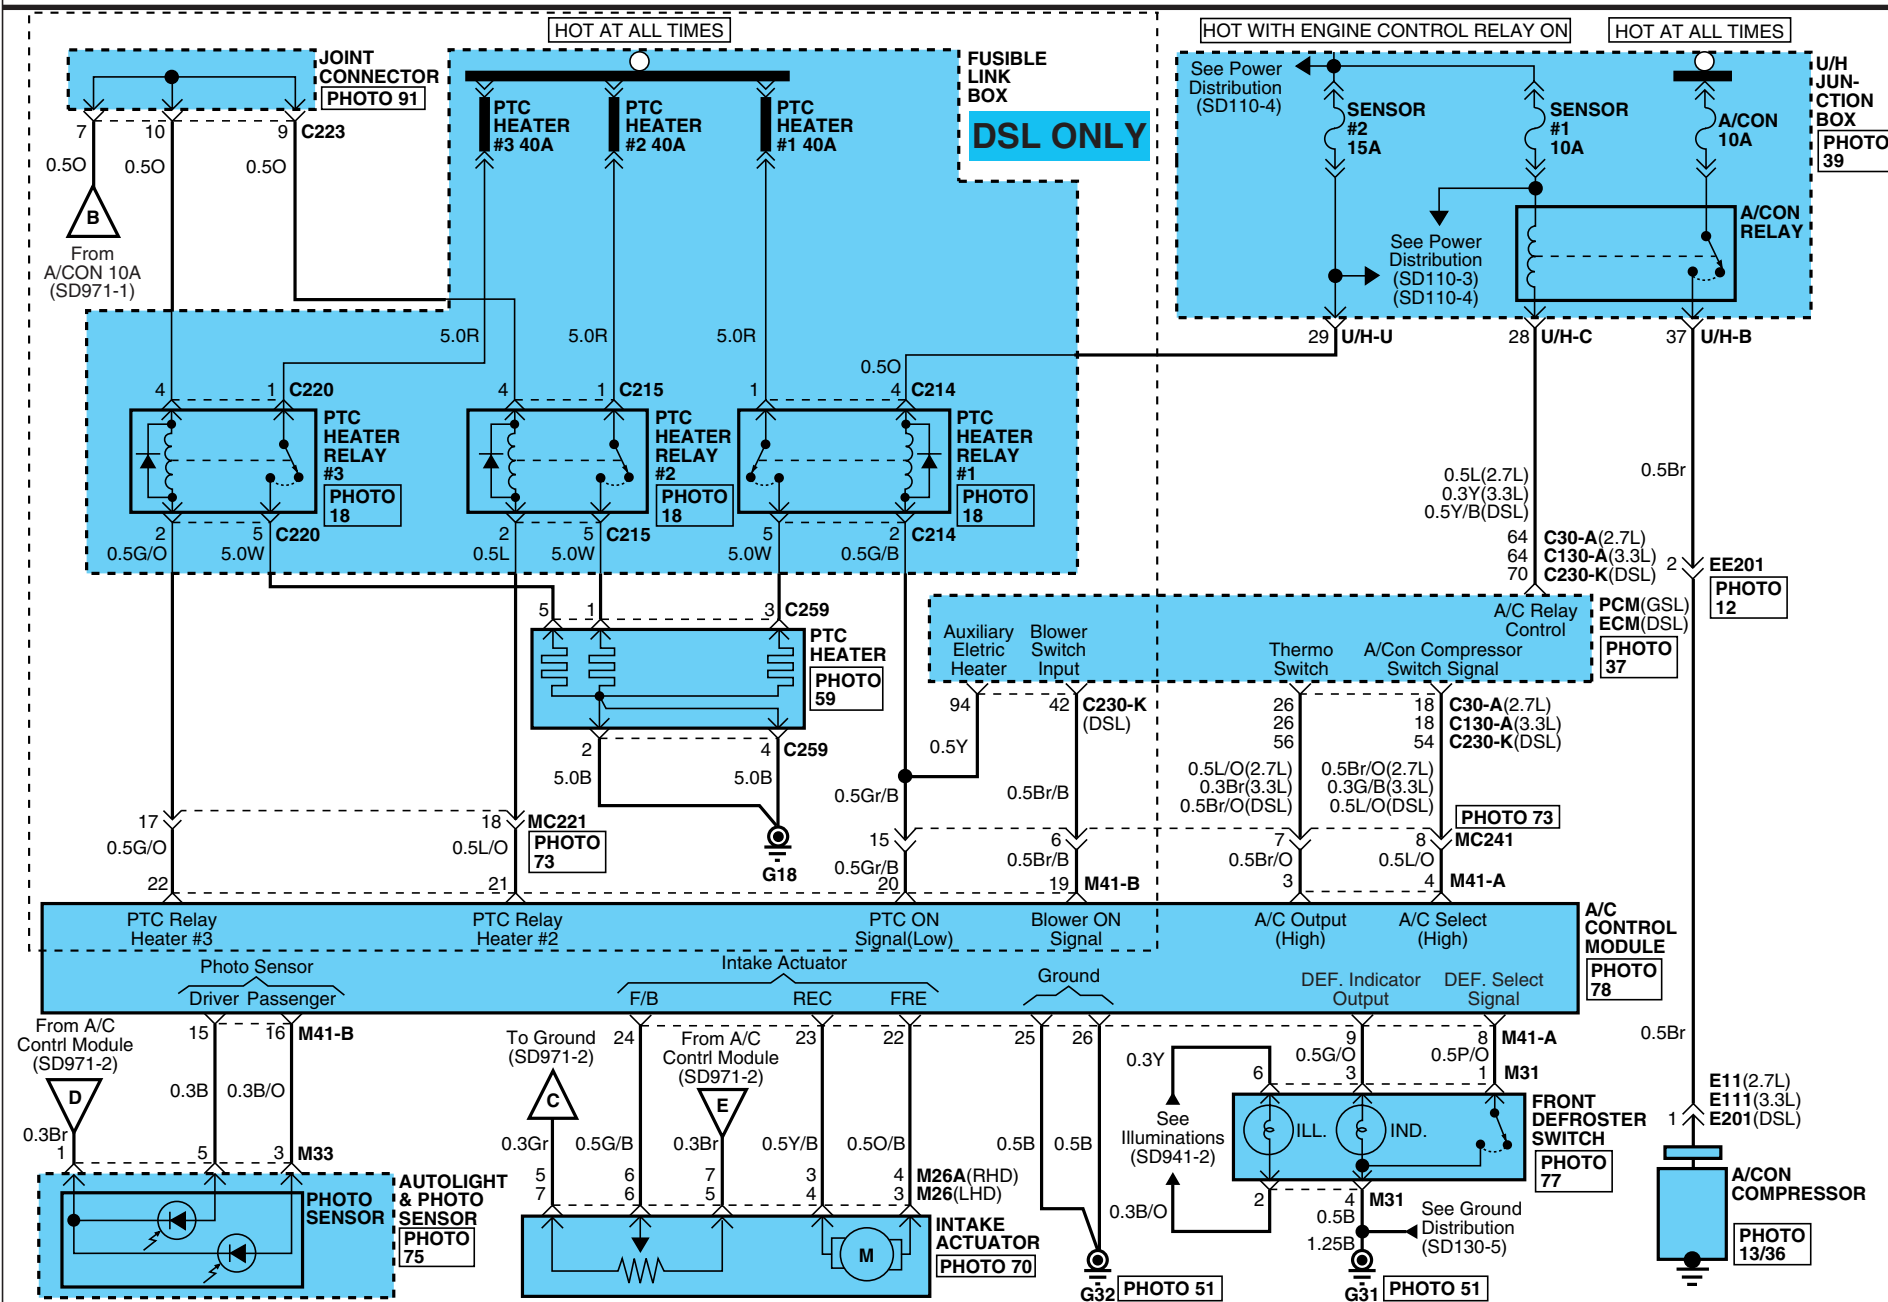 HOT AT ALL TIMES
HOT WITH ENGINE CONTROL RELAY ON
HOT AT ALL TIMES
JOINT
CONNECTOR
PHOTO 91
7
10
9
C223
0.5O
0.5O
0.5O
B
From
A/CON 10A
(SD971-1)
PTC
HEATER
#3 40A
PTC
HEATER
#2 40A
PTC
HEATER
#1 40A
FUSIBLE
LINK
BOX
DSL ONLY
See Power
Distribution
(SD110-4)
SENSOR
#2
15A
SENSOR
#1
10A
A/CON
10A
U/H
JUN-
CTION
BOX
PHOTO
39
A/CON
RELAY
See Power
Distribution
(SD110-3)
(SD110-4)
29 U/H-U
28 U/H-C
37 U/H-B
5.0R
5.0R
5.0R
0.5O
4
1
C220
4
1
C215
1
4
C214
PTC
HEATER
RELAY
#3
PHOTO
18
PTC
HEATER
RELAY
#2
PHOTO
18
PTC
HEATER
RELAY
#1
PHOTO
18
2
5
C220
2
5
C215
5
2
C214
0.5G/O
5.0W
0.5L
5.0W
5.0W
0.5G/B
0.5L(2.7L)
0.3Y(3.3L)
0.5Y/B(DSL)
0.5Br
64 C30-A(2.7L)
64 C130-A(3.3L)
70 C230-K(DSL)
2
EE201
PHOTO
12
5
1
3
C259
PTC
HEATER
PHOTO
59
2
4
C259
5.0B
5.0B
G18
Auxiliary
Eletric
Heater
Blower
Switch
Input
Thermo
Switch
A/Con Compressor
Switch Signal
A/C Relay
Control
PCM(GSL)
ECM(DSL)
PHOTO
37
94
42
C230-K
(DSL)
26
26
56
18
18
54
C30-A(2.7L)
C130-A(3.3L)
C230-K(DSL)
0.5Y
0.5Gr/B
0.5Br/B
0.5L/O(2.7L)
0.3Br(3.3L)
0.5Br/O(DSL)
0.5Br/O(2.7L)
0.3G/B(3.3L)
0.5L/O(DSL)
PHOTO 73
17
18
MC221
PHOTO
73
15
6
7
8
MC241
0.5G/O
0.5L/O
0.5Gr/B
0.5Br/B
0.5Br/O
0.5L/O
22
21
20
19
M41-B
3
4
M41-A
PTC Relay
Heater #3
PTC Relay
Heater #2
PTC ON
Signal(Low)
Blower ON
Signal
A/C Output
(High)
A/C Select
(High)
A/C
CONTROL
MODULE
PHOTO
78
Photo Sensor
Driver Passenger
Intake Actuator
F/B
REC
FRE
Ground
DEF. Indicator
Output
DEF. Select
Signal
From A/C
Contrl Module
(SD971-2)
D
0.3Br
15
16
M41-B
0.3B
0.3B/O
1
5
3
M33
PHOTO
SENSOR
AUTOLIGHT
& PHOTO
SENSOR
PHOTO
75
To Ground
(SD971-2)
C
0.3Gr
24
From A/C
Contrl Module
(SD971-2)
E
23
22
0.5G/B
0.3Br
0.5Y/B
0.5O/B
5
6
7
3
4
M26A(RHD)
7
6
5
4
3
M26(LHD)
M
INTAKE
ACTUATOR
PHOTO 70
25
26
0.5B
0.5B
G32
PHOTO 51
9
8
M41-A
0.3Y
0.5G/O
0.5P/O
6
3
1
M31
See
Illuminations
(SD941-2)
0.3B/O
ILL.
IND.
FRONT
DEFROSTER
SWITCH
PHOTO
77
2
4
M31
0.5B
1.25B
See Ground
Distribution
(SD130-5)
G31
PHOTO 51
0.5Br
E11(2.7L)
E111(3.3L)
1
E201(DSL)
A/CON
COMPRESSOR
PHOTO
13/36